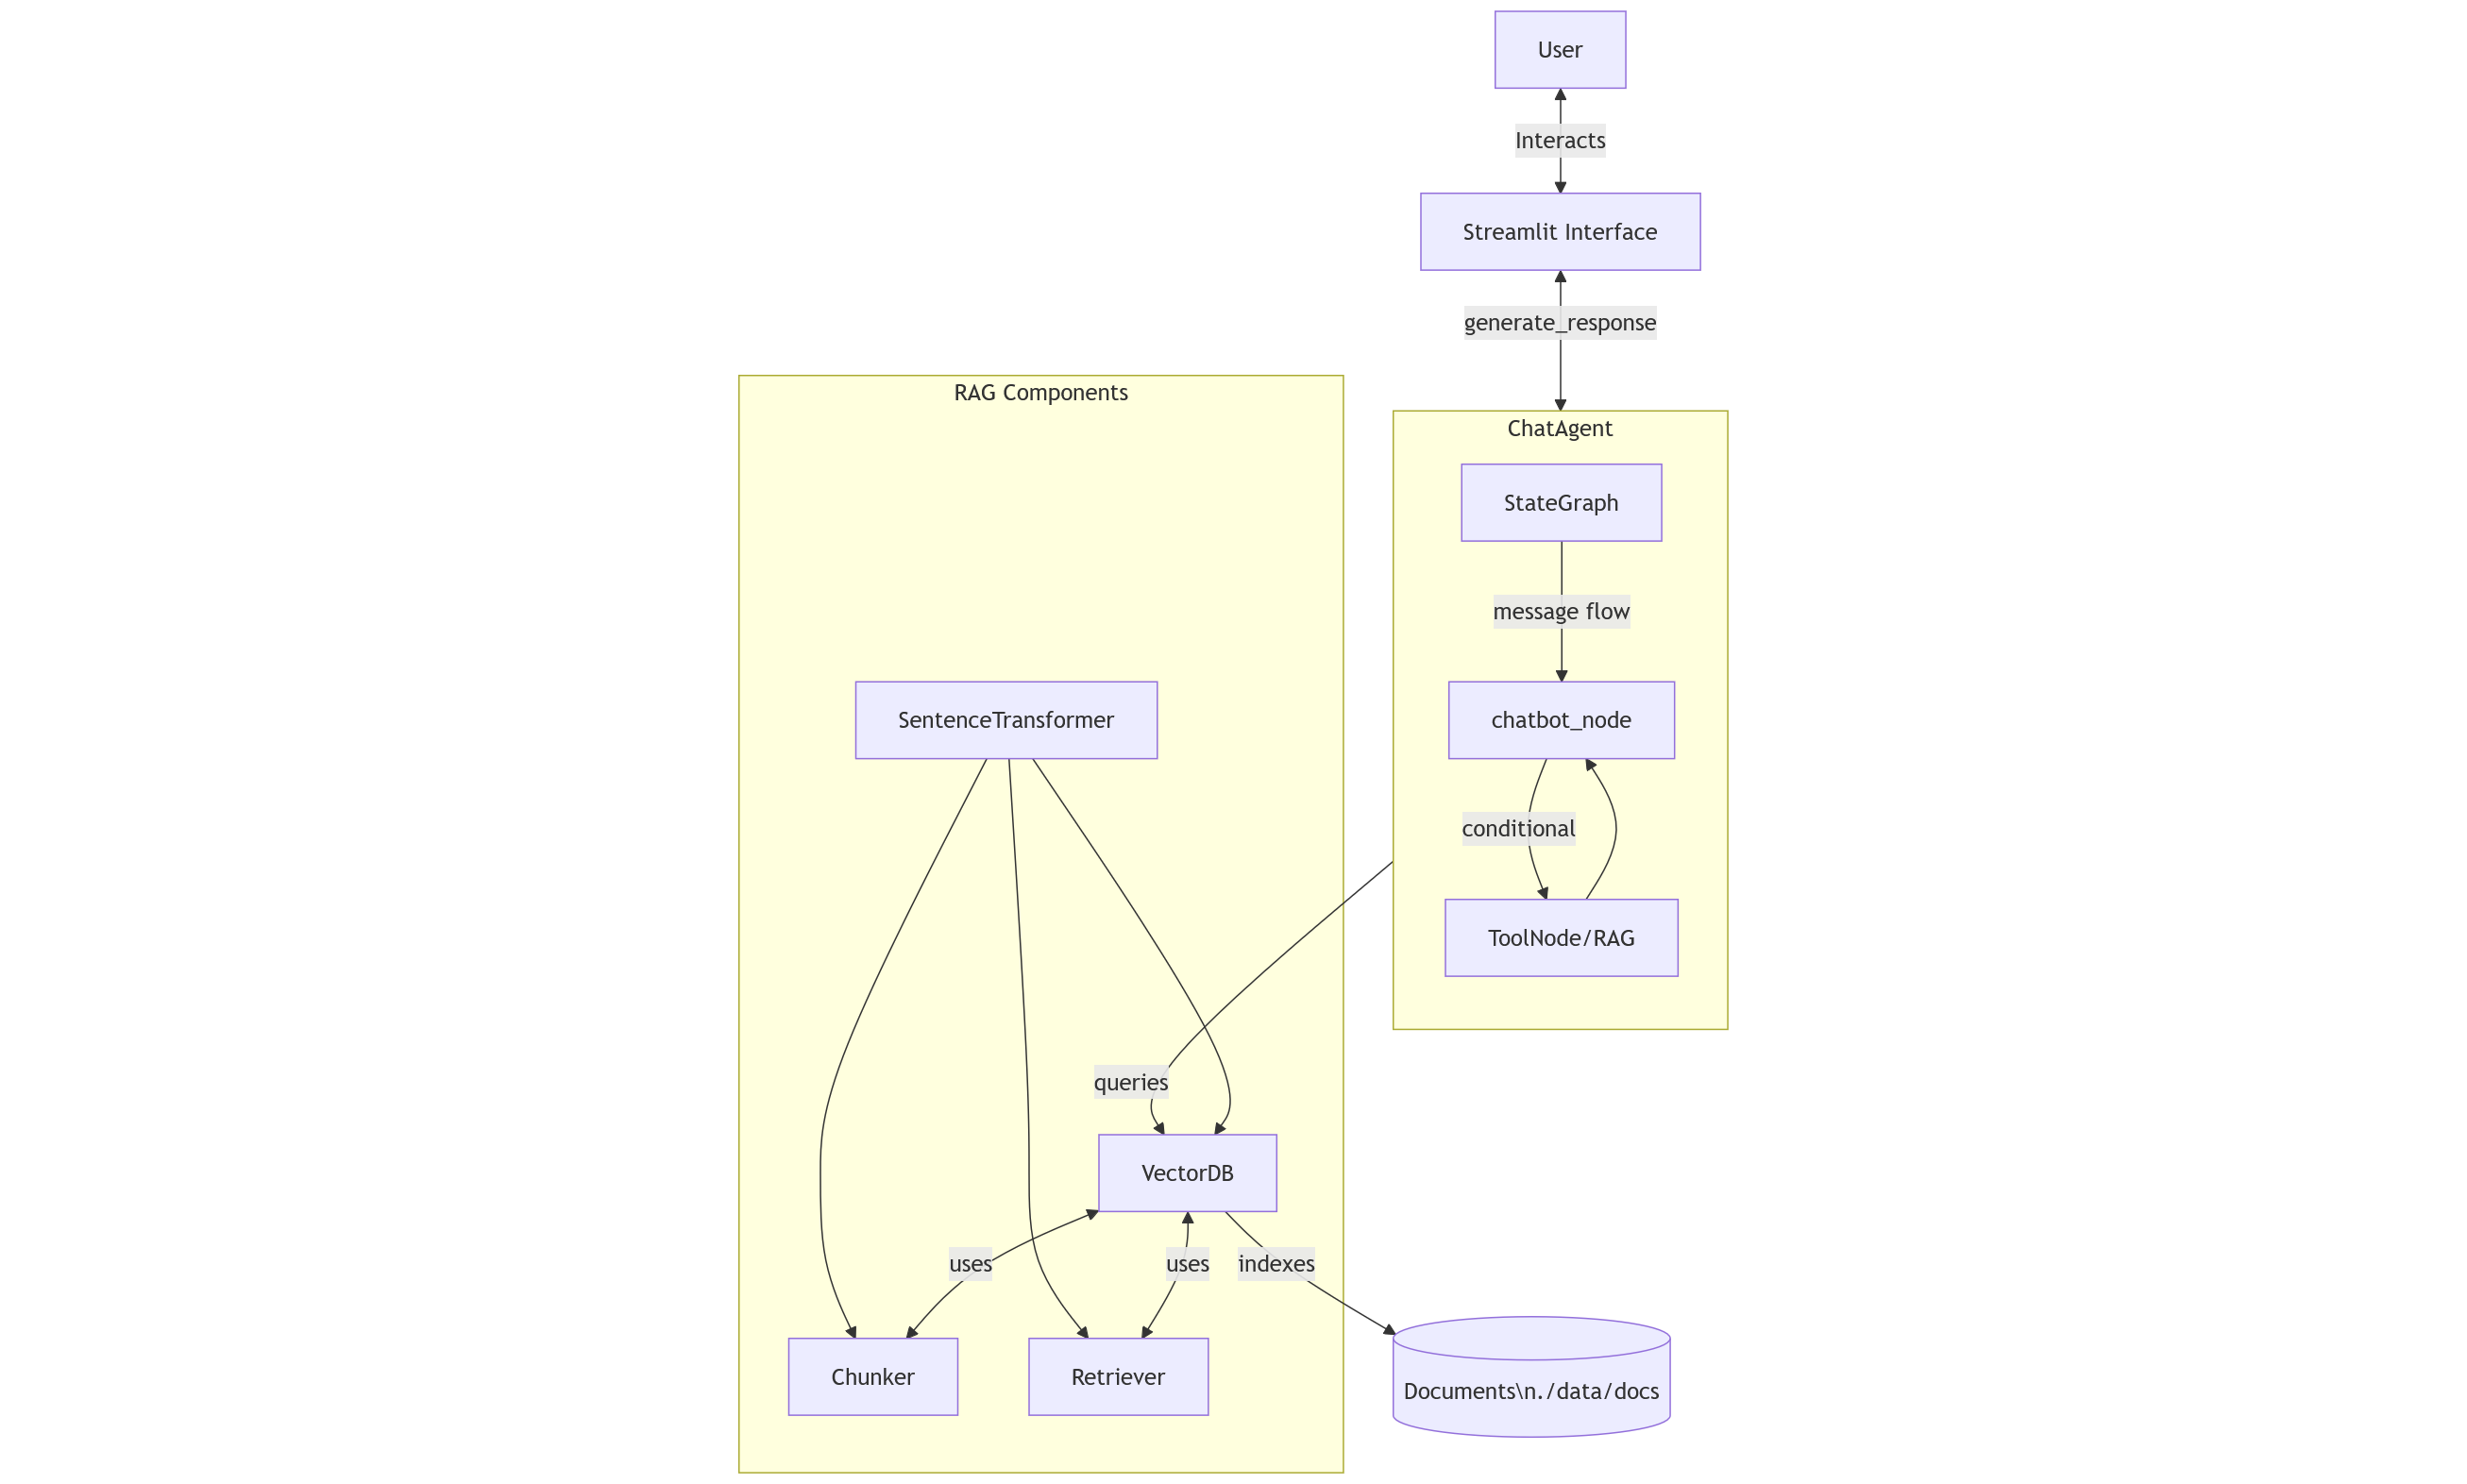 User
Interacts
Streamlit Interface
generate_response
RAG Components
ChatAgent
StateGraph
message flow
SentenceTransformer
chatbot_node
conditional
ToolNode/RAG
queries
VectorDB
uses
uses
indexes
Chunker
Retriever
Documents\n./data/docs